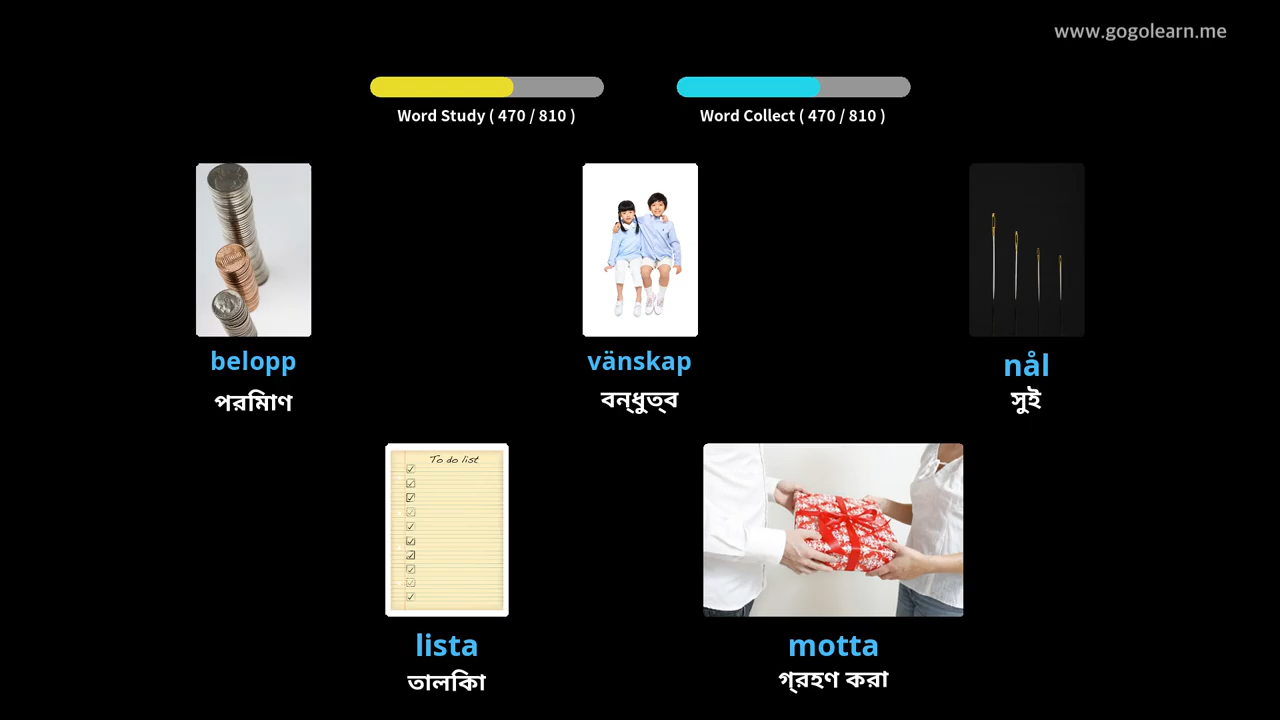 www.gogolearn.me
Word Study ( 470 / 810 )
Word Collect ( 470 / 810 )
belopp
পরিমাণ
vänskap
বন্ধুত্ব
nål
সুই
To do list
lista
তালিকা
motta
গ্রহণ করা